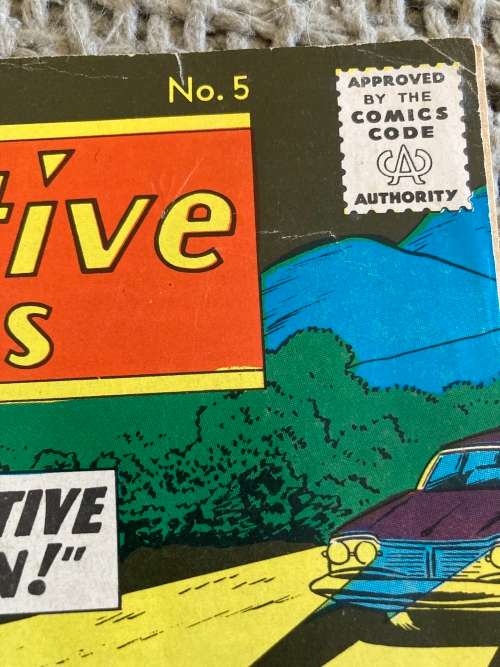 No. 5
APPROVED
BY THE
COMICS
CODE
CA
AUTHORITY
tive
s
TIVE
N!"